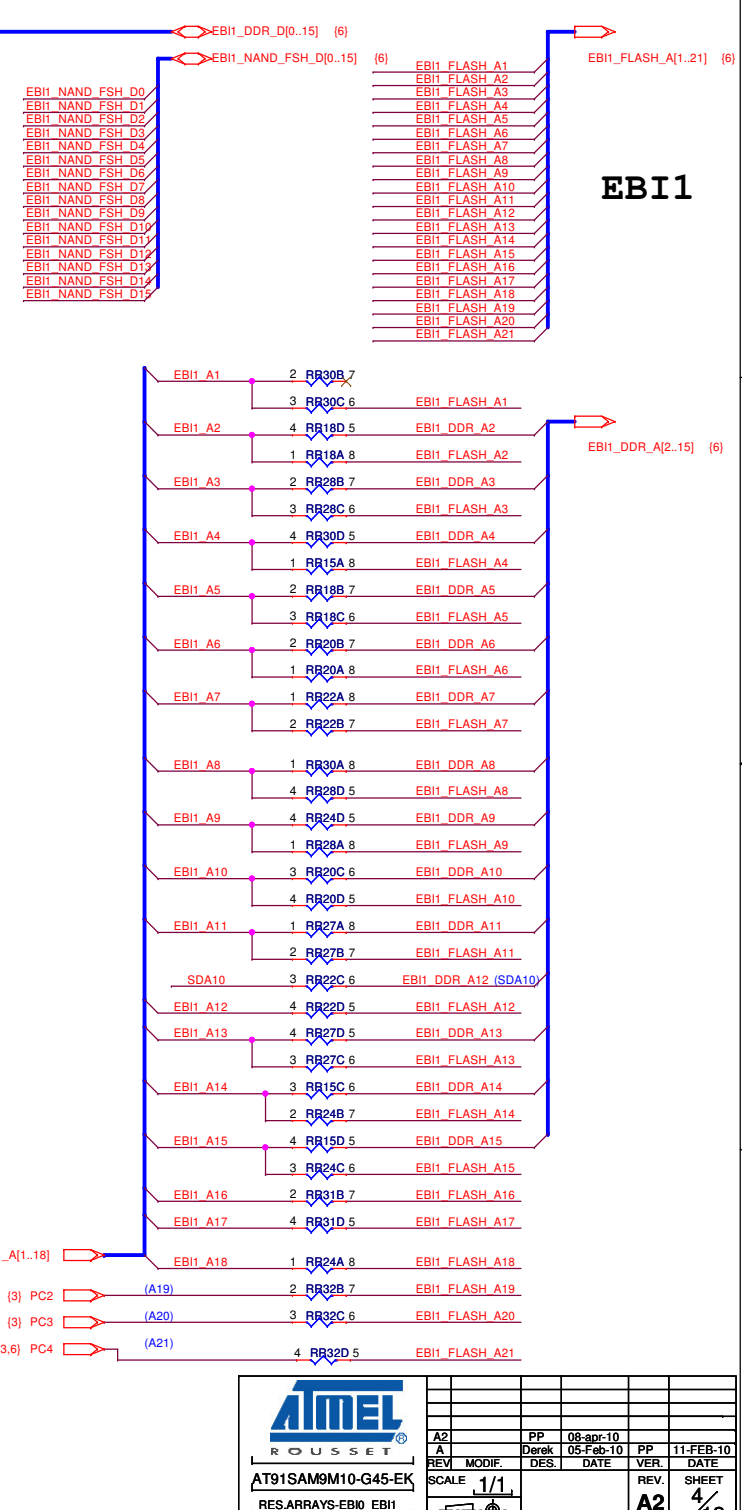 EBI1_DDR_D[0..15] {6}
EBI1_NAND_FSH_D[0..15] {6}
EBI1_FLASH_A[1..21] {6}
EBI1_NAND_FSH_D0
EBI1_NAND_FSH_D1
EBI1_NAND_FSH_D2
EBI1_NAND_FSH_D3
EBI1_NAND_FSH_D4
EBI1_NAND_FSH_D5
EBI1_NAND_FSH_D6
EBI1_NAND_FSH_D7
EBI1_NAND_FSH_D8
EBI1_NAND_FSH_D9
EBI1_NAND_FSH_D10
EBI1_NAND_FSH_D11
EBI1_NAND_FSH_D12
EBI1_NAND_FSH_D13
EBI1_NAND_FSH_D14
EBI1_NAND_FSH_D15
EBI1_FLASH_A1
EBI1_FLASH_A2
EBI1_FLASH_A3
EBI1_FLASH_A4
EBI1_FLASH_A5
EBI1_FLASH_A6
EBI1_FLASH_A7
EBI1_FLASH_A8
EBI1_FLASH_A9
EBI1_FLASH_A10
EBI1_FLASH_A11
EBI1_FLASH_A12
EBI1_FLASH_A13
EBI1_FLASH_A14
EBI1_FLASH_A15
EBI1_FLASH_A16
EBI1_FLASH_A17
EBI1_FLASH_A18
EBI1_FLASH_A19
EBI1_FLASH_A20
EBI1_FLASH_A21
EBI1
EBI1_A1 2 RR30B 7
3 RR30C 6 EBI1_FLASH_A1
EBI1_A2 4 RR18D 5 EBI1_DDR_A2
EBI1_DDR_A[2..15] {6}
1 RR18A 8 EBI1_FLASH_A2
EBI1_A3 2 RR28B 7 EBI1_DDR_A3
3 RR28C 6 EBI1_FLASH_A3
EBI1_A4 4 RR30D 5 EBI1_DDR_A4
1 RR15A 8 EBI1_FLASH_A4
EBI1_A5 2 RR18B 7 EBI1_DDR_A5
3 RR18C 6 EBI1_FLASH_A5
EBI1_A6 2 RR20B 7 EBI1_DDR_A6
1 RR20A 8 EBI1_FLASH_A6
EBI1_A7 1 RR22A 8 EBI1_DDR_A7
2 RR22B 7 EBI1_FLASH_A7
EBI1_A8 1 RR30A 8 EBI1_DDR_A8
4 RR28D 5 EBI1_FLASH_A8
EBI1_A9 4 RR24D 5 EBI1_DDR_A9
1 RR28A 8 EBI1_FLASH_A9
EBI1_A10 3 RR20C 6 EBI1_DDR_A10
4 RR20D 5 EBI1_FLASH_A10
EBI1_A11 1 RR27A 8 EBI1_DDR_A11
2 RR27B 7 EBI1_FLASH_A11
SDA10 3 RR22C 6 EBI1_DDR_A12 (SDA10)
EBI1_A12 4 RR22D 5 EBI1_FLASH_A12
EBI1_A13 4 RR27D 5 EBI1_DDR_A13
3 RR27C 6 EBI1_FLASH_A13
EBI1_A14 3 RR15C 6 EBI1_DDR_A14
2 RR24B 7 EBI1_FLASH_A14
EBI1_A15 4 RR15D 5 EBI1_DDR_A15
3 RR24C 6 EBI1_FLASH_A15
EBI1_A16 2 RR31B 7 EBI1_FLASH_A16
EBI1_A17 4 RR31D 5 EBI1_FLASH_A17
_A[1..18]
EBI1_A18 1 RR24A 8 EBI1_FLASH_A18
{3} PC2 (A19) 2 RR32B 7 EBI1_FLASH_A19
{3} PC3 (A20) 3 RR32C 6 EBI1_FLASH_A20
3,6} PC4 (A21) 4 RR32D 5 EBI1_FLASH_A21
ATMEL ®
ROUSSET
A2 PP 08-apr-10
A Derek 05-Feb-10 PP 11-FEB-10
REV MODIF. DES. DATE VER. DATE
AT91SAM9M10-G45-EK
SCALE 1/1 REV. SHEET
RES.ARRAYS-EBI0_EBI1
A2 4/